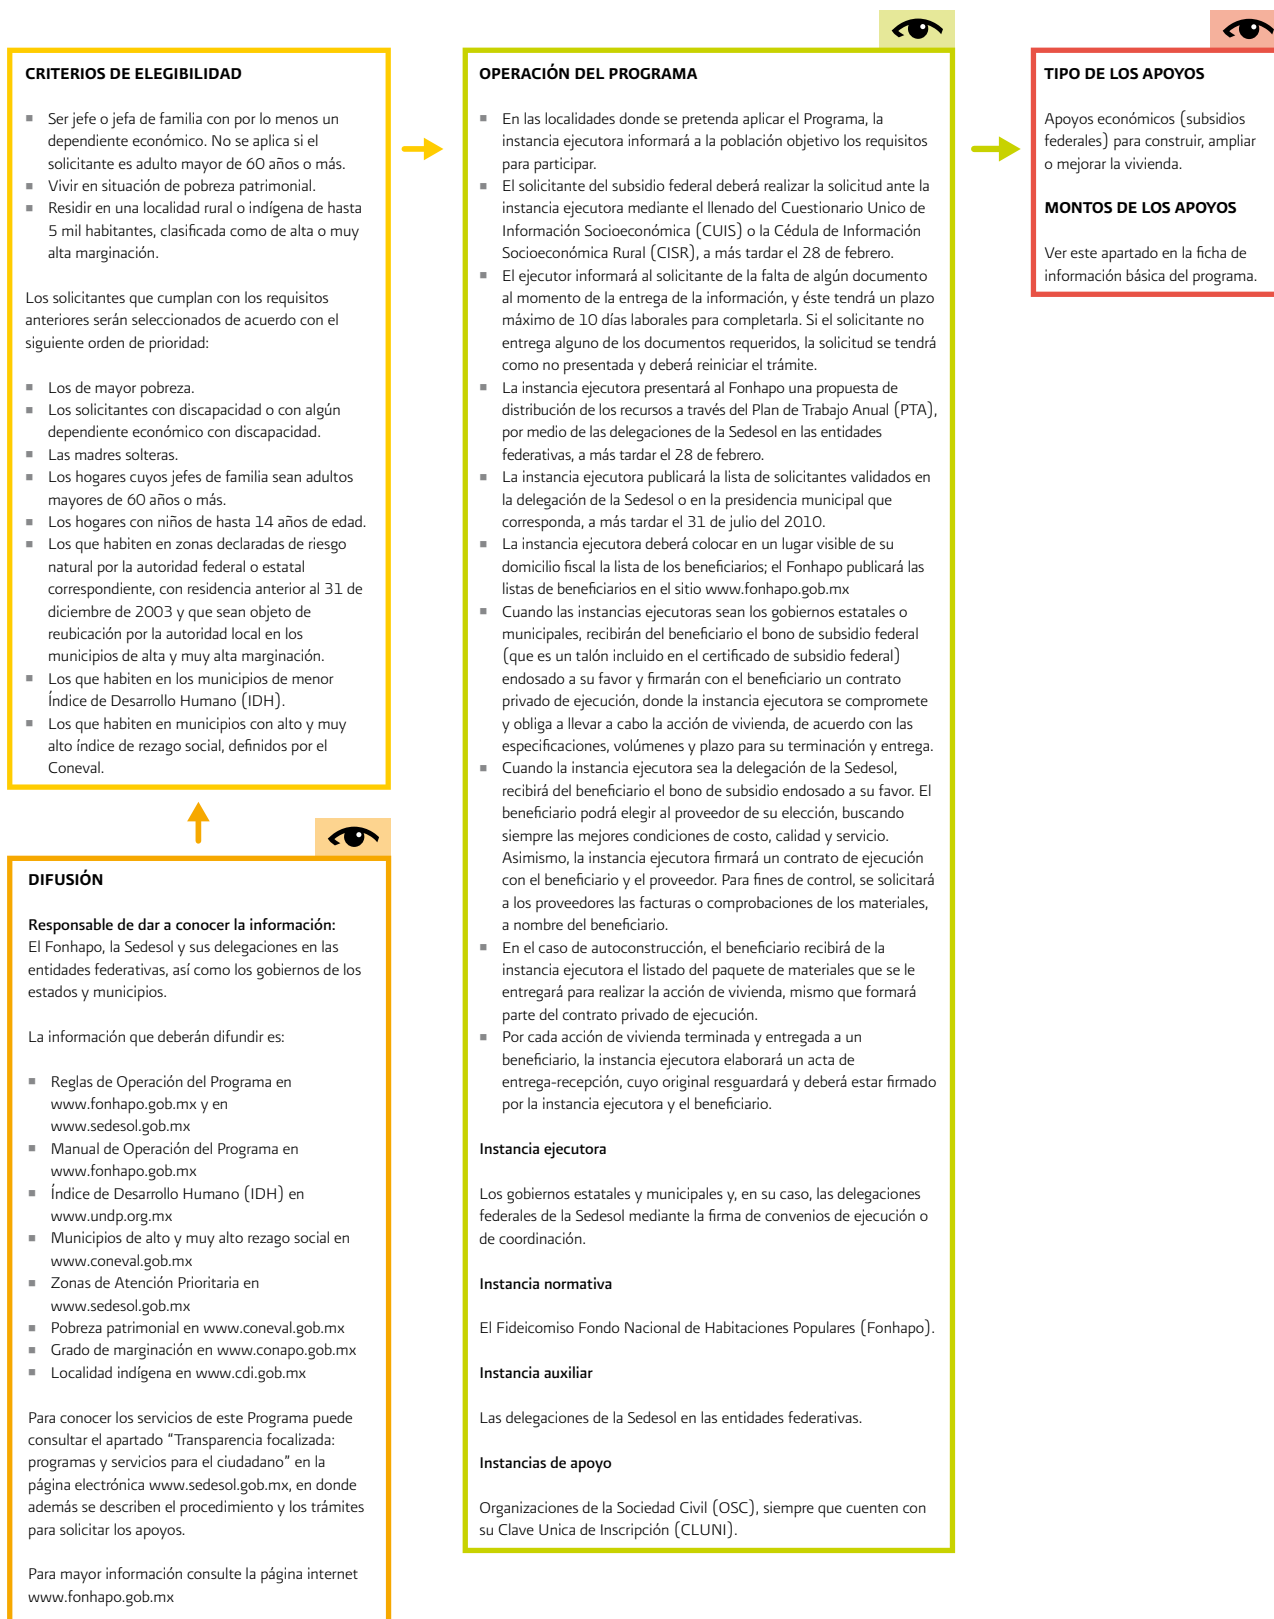 CRITERIOS DE ELEGIBILIDAD
■ Ser jefe o jefa de familia con por lo menos un
dependiente económico. No se aplica si el
solicitante es adulto mayor de 60 años o más.
■ Vivir en situación de pobreza patrimonial.
■ Residir en una localidad rural o indígena de hasta
5 mil habitantes, clasificada como de alta o muy
alta marginación.
Los solicitantes que cumplan con los requisitos
anteriores serán seleccionados de acuerdo con el
siguiente orden de prioridad:
■ Los de mayor pobreza.
■ Los solicitantes con discapacidad o con algún
dependiente económico con discapacidad.
■ Las madres solteras.
■ Los hogares cuyos jefes de familia sean adultos
mayores de 60 años o más.
■ Los hogares con niños de hasta 14 años de edad.
■ Los que habiten en zonas declaradas de riesgo
natural por la autoridad federal o estatal
correspondiente, con residencia anterior al 31 de
diciembre de 2003 y que sean objeto de
reubicación por la autoridad local en los
municipios de alta y muy alta marginación.
■ Los que habiten en los municipios de menor
Índice de Desarrollo Humano (IDH).
■ Los que habiten en municipios con alto y muy
alto índice de rezago social, definidos por el
Coneval.
DIFUSIÓN
Responsable de dar a conocer la información:
El Fonhapo, la Sedesol y sus delegaciones en las
entidades federativas, así como los gobiernos de los
estados y municipios.
La información que deberán difundir es:
■ Reglas de Operación del Programa en
www.fonhapo.gob.mx y en
www.sedesol.gob.mx
■ Manual de Operación del Programa en
www.fonhapo.gob.mx
■ Índice de Desarrollo Humano (IDH) en
www.undp.org.mx
■ Municipios de alto y muy alto rezago social en
www.coneval.gob.mx
■ Zonas de Atención Prioritaria en
www.sedesol.gob.mx
■ Pobreza patrimonial en www.coneval.gob.mx
■ Grado de marginación en www.conapo.gob.mx
■ Localidad indígena en www.cdi.gob.mx
Para conocer los servicios de este Programa puede
consultar el apartado “Transparencia focalizada:
programas y servicios para el ciudadano” en la
página electrónica www.sedesol.gob.mx, en donde
además se describen el procedimiento y los trámites
para solicitar los apoyos.
Para mayor información consulte la página internet
www.fonhapo.gob.mx
OPERACIÓN DEL PROGRAMA
■ En las localidades donde se pretenda aplicar el Programa, la
instancia ejecutora informará a la población objetivo los requisitos
para participar.
■ El solicitante del subsidio federal deberá realizar la solicitud ante la
instancia ejecutora mediante el llenado del Cuestionario Unico de
Información Socioeconómica (CUIS) o la Cédula de Información
Socioeconómica Rural (CISR), a más tardar el 28 de febrero.
■ El ejecutor informará al solicitante de la falta de algún documento
al momento de la entrega de la información, y éste tendrá un plazo
máximo de 10 días laborales para completarla. Si el solicitante no
entrega alguno de los documentos requeridos, la solicitud se tendrá
como no presentada y deberá reiniciar el trámite.
■ La instancia ejecutora presentará al Fonhapo una propuesta de
distribución de los recursos a través del Plan de Trabajo Anual (PTA),
por medio de las delegaciones de la Sedesol en las entidades
federativas, a más tardar el 28 de febrero.
■ La instancia ejecutora publicará la lista de solicitantes validados en
la delegación de la Sedesol o en la presidencia municipal que
corresponda, a más tardar el 31 de julio del 2010.
■ La instancia ejecutora deberá colocar en un lugar visible de su
domicilio fiscal la lista de los beneficiarios; el Fonhapo publicará las
listas de beneficiarios en el sitio www.fonhapo.gob.mx
■ Cuando las instancias ejecutoras sean los gobiernos estatales o
municipales, recibirán del beneficiario el bono de subsidio federal
(que es un talón incluido en el certificado de subsidio federal)
endosado a su favor y firmarán con el beneficiario un contrato
privado de ejecución, donde la instancia ejecutora se compromete
y obliga a llevar a cabo la acción de vivienda, de acuerdo con las
especificaciones, volúmenes y plazo para su terminación y entrega.
■ Cuando la instancia ejecutora sea la delegación de la Sedesol,
recibirá del beneficiario el bono de subsidio endosado a su favor. El
beneficiario podrá elegir al proveedor de su elección, buscando
siempre las mejores condiciones de costo, calidad y servicio.
Asimismo, la instancia ejecutora firmará un contrato de ejecución
con el beneficiario y el proveedor. Para fines de control, se solicitará
a los proveedores las facturas o comprobaciones de los materiales,
a nombre del beneficiario.
■ En el caso de autoconstrucción, el beneficiario recibirá de la
instancia ejecutora el listado del paquete de materiales que se le
entregará para realizar la acción de vivienda, mismo que formará
parte del contrato privado de ejecución.
■ Por cada acción de vivienda terminada y entregada a un
beneficiario, la instancia ejecutora elaborará un acta de
entrega-recepción, cuyo original resguardará y deberá estar firmado
por la instancia ejecutora y el beneficiario.
Instancia ejecutora
Los gobiernos estatales y municipales y, en su caso, las delegaciones
federales de la Sedesol mediante la firma de convenios de ejecución o
de coordinación.
Instancia normativa
El Fideicomiso Fondo Nacional de Habitaciones Populares (Fonhapo).
Instancia auxiliar
Las delegaciones de la Sedesol en las entidades federativas.
Instancias de apoyo
Organizaciones de la Sociedad Civil (OSC), siempre que cuenten con
su Clave Unica de Inscripción (CLUNI).
TIPO DE LOS APOYOS
Apoyos económicos (subsidios
federales) para construir, ampliar
o mejorar la vivienda.
MONTOS DE LOS APOYOS
Ver este apartado en la ficha de
información básica del programa.